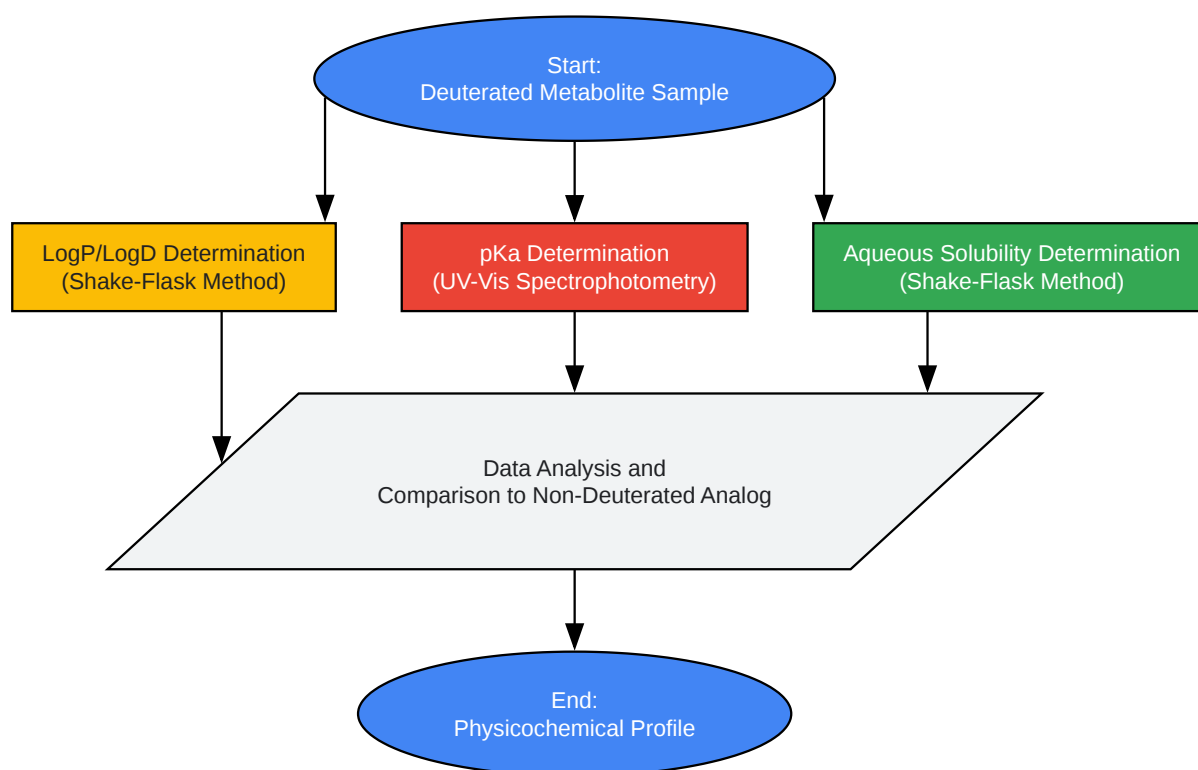 Start:
Deuterated Metabolite Sample
LogP/LogD Determination
(Shake-Flask Method)
pKa Determination
(UV-Vis Spectrophotometry)
Aqueous Solubility Determination
(Shake-Flask Method)
Data Analysis and
Comparison to Non-Deuterated Analog
End:
Physicochemical Profile